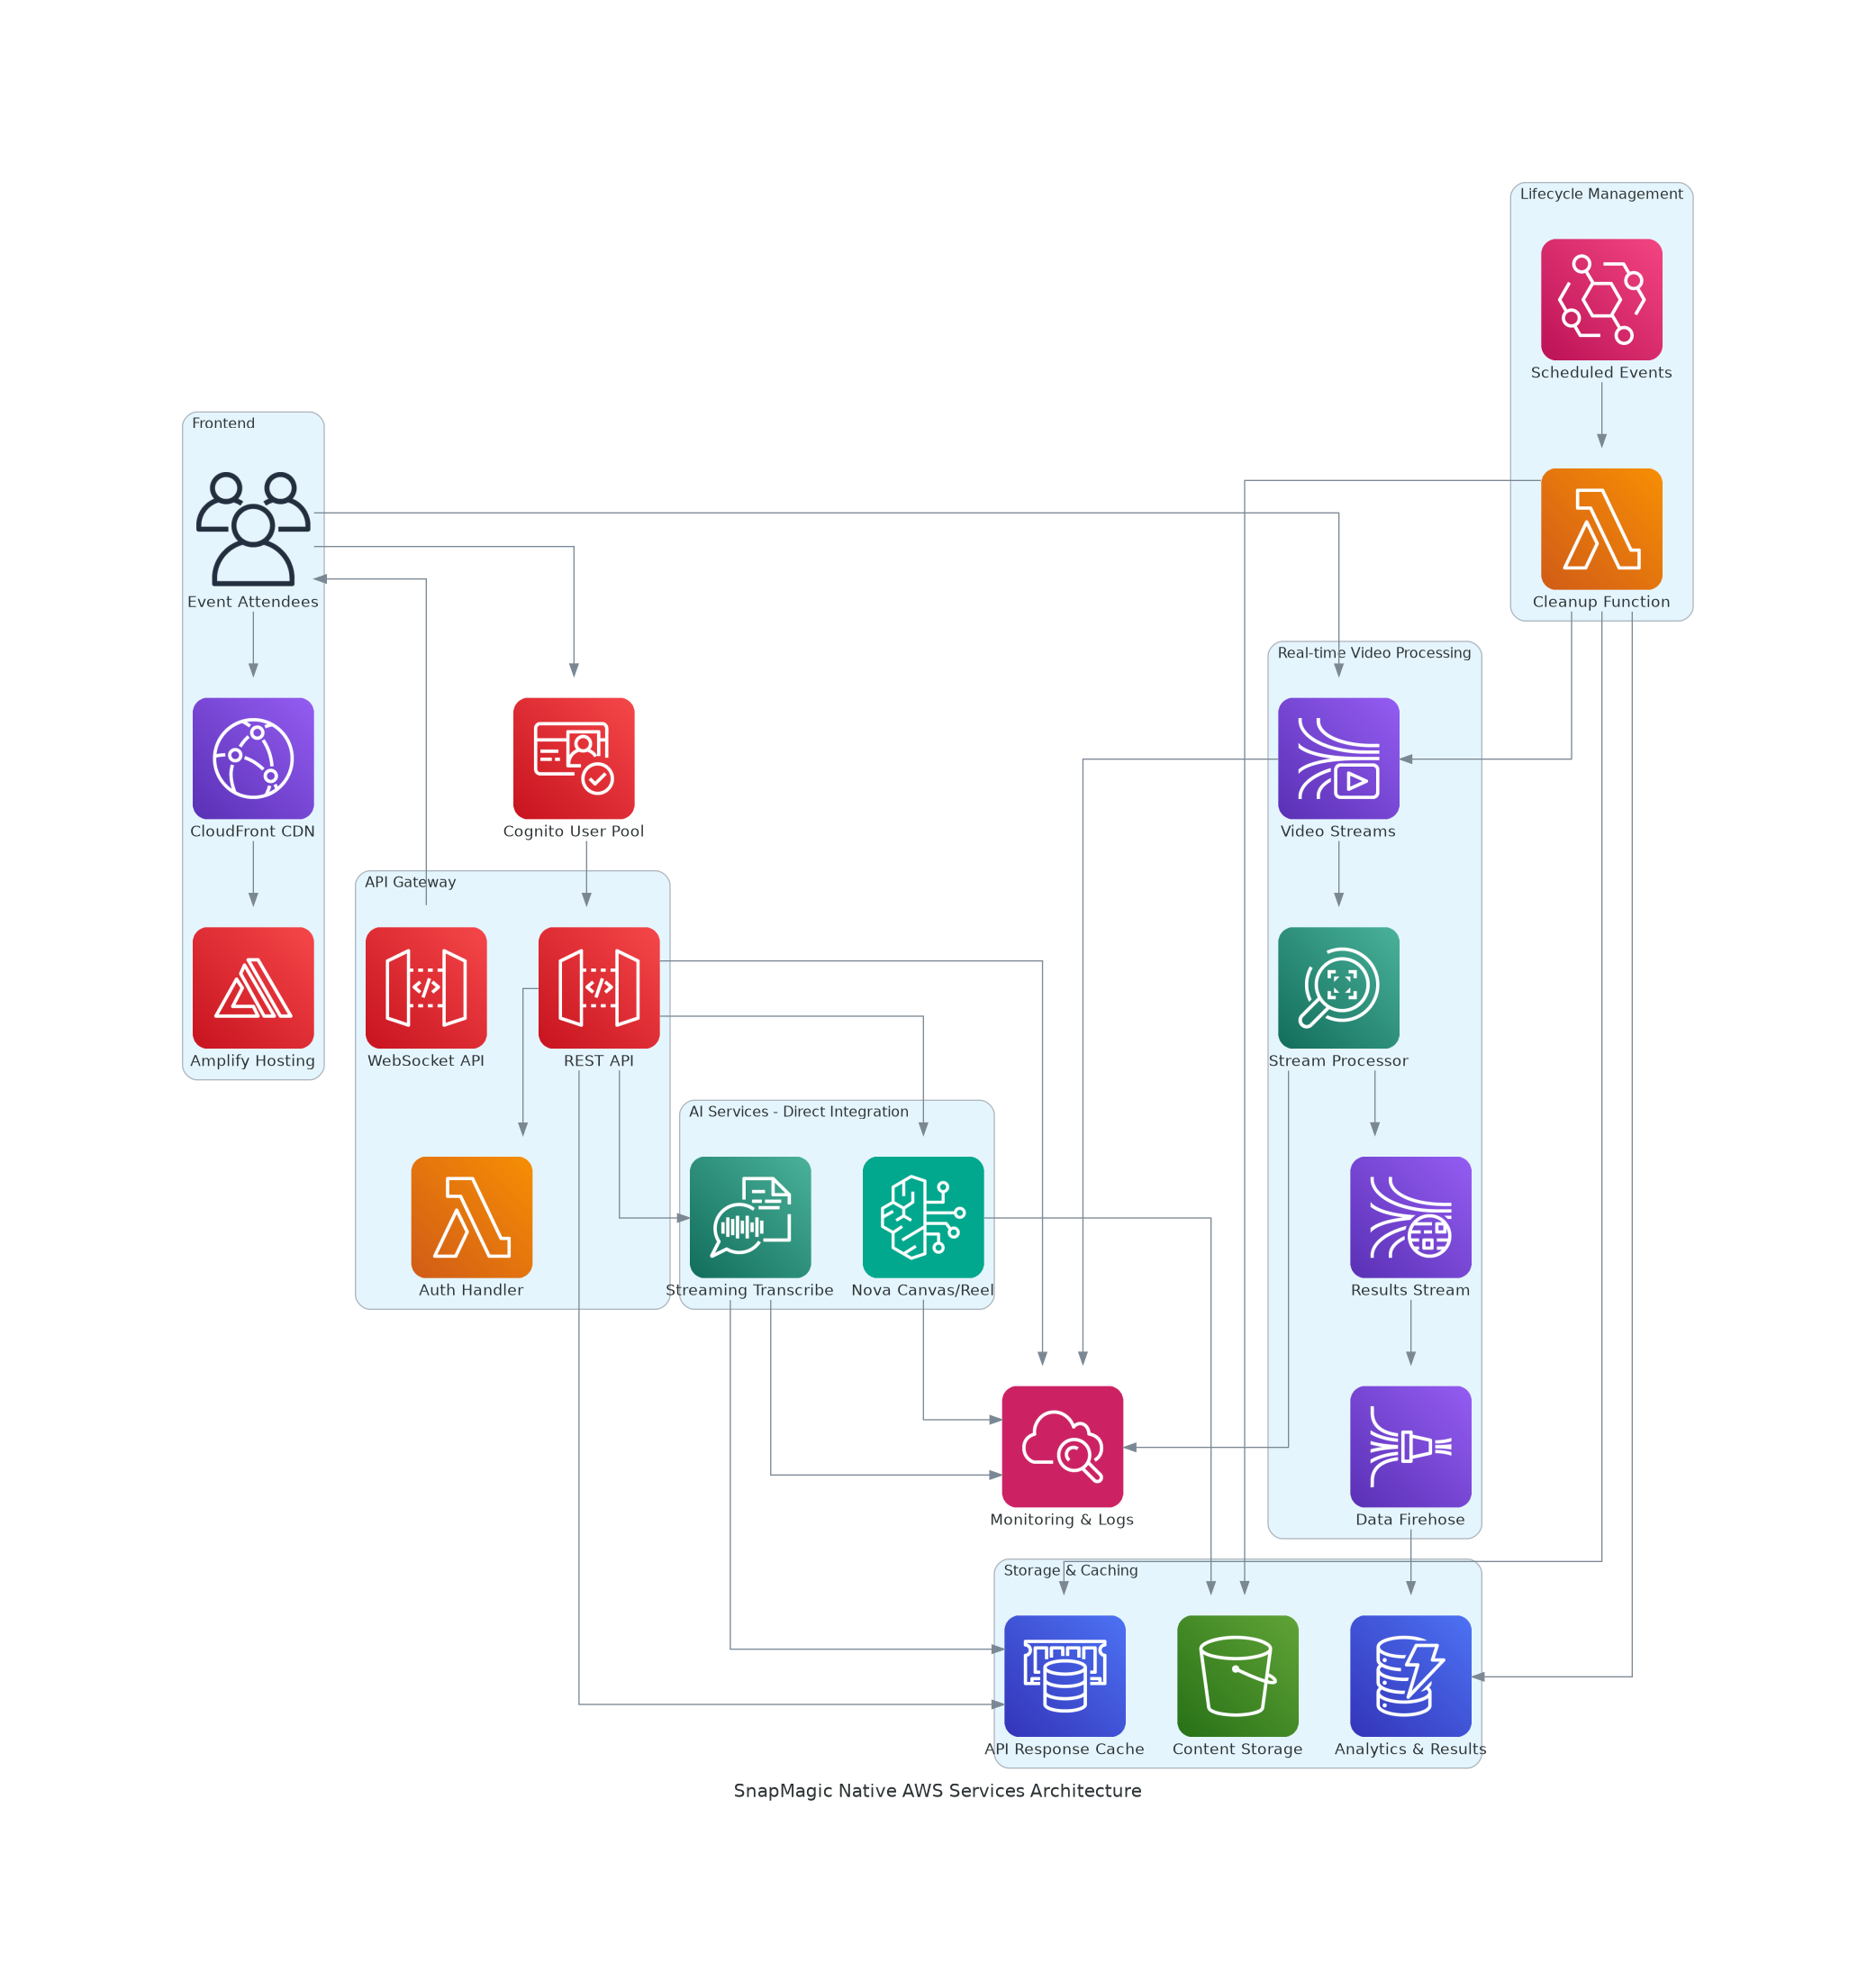 Lifecycle Management
Scheduled Events
Cleanup Function
Frontend
Event Attendees
CloudFront CDN
Amplify Hosting
Cognito User Pool
API Gateway
WebSocket API
REST API
Auth Handler
AI Services - Direct Integration
Streaming Transcribe
Nova Canvas/Reel
Real-time Video Processing
Video Streams
Stream Processor
Results Stream
Data Firehose
Monitoring & Logs
Storage & Caching
API Response Cache
Content Storage
Analytics & Results
SnapMagic Native AWS Services Architecture